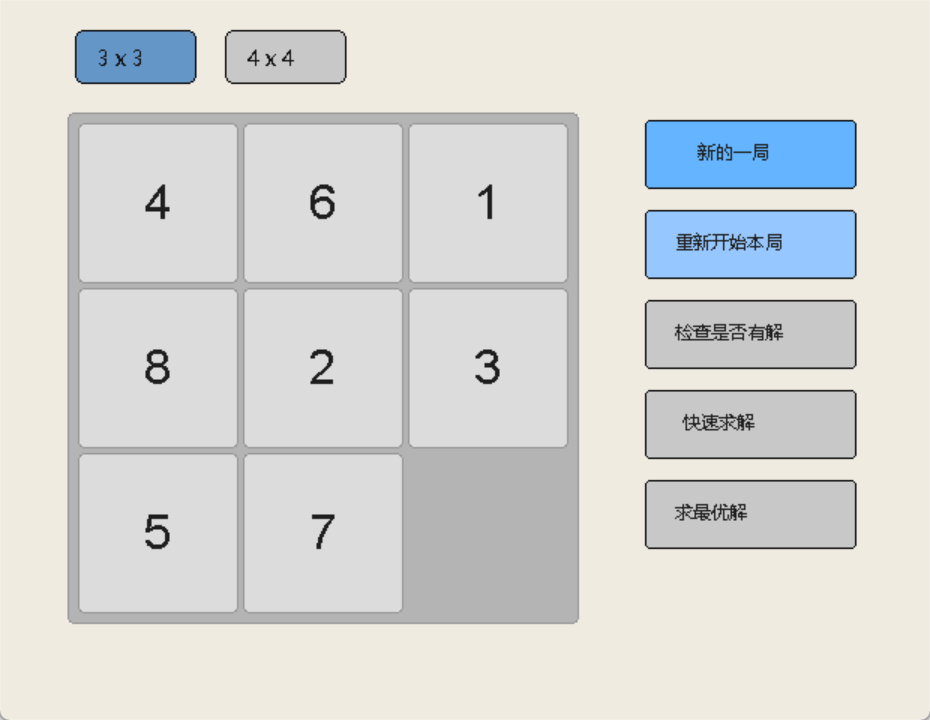 3 x 3
4 x 4
4 6 1
新的一局
8 2 3
重新开始本局
检查是否有解
5 7
快速求解
求最优解